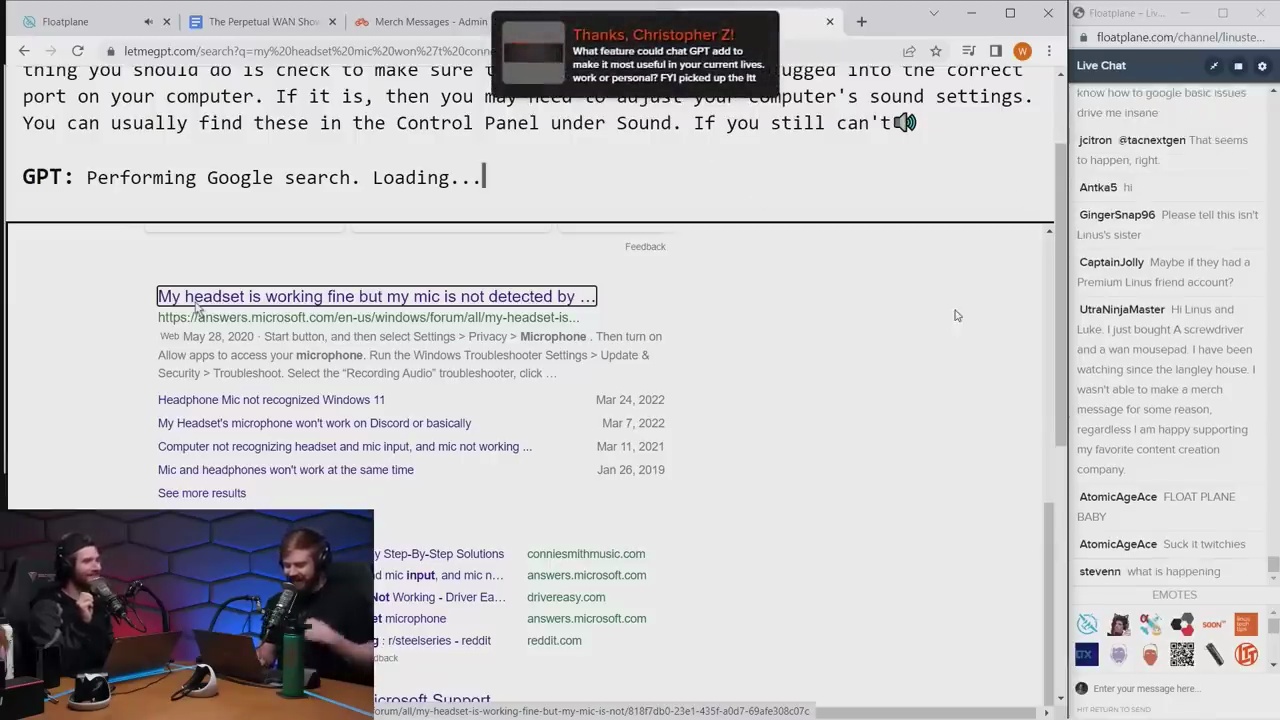 Floatplane
The Perpetual WAN Show
Merch Messages - Admin
Floatplane – Live...
letmegpt.com/search?q=my%20headset%20mic%20won't%20connect
W
floatplane.com/channel/linuste
Thanks, Christopher Z!
What feature could chat GPT add to
make it most useful in your current lives.
work or personal? FYI picked up the ltt
thing you should do is check to make sure t
ugged into the correct
port on your computer. If it is, then you may need to adjust your computer's sound settings.
You can usually find these in the Control Panel under Sound. If you still can't
GPT: Performing Google search. Loading...
Feedback
My headset is working fine but my mic is not detected by ...
https://answers.microsoft.com/en-us/windows/forum/all/my-headset-is...
Web May 28, 2020 · Start button, and then select Settings > Privacy > Microphone . Then turn on
Allow apps to access your microphone. Run the Windows Troubleshooter Settings > Update &
Security > Troubleshoot. Select the “Recording Audio” troubleshooter, click …
Headphone Mic not recognized Windows 11 Mar 24, 2022
My Headset's microphone won't work on Discord or basically Mar 7, 2022
Computer not recognizing headset and mic input, and mic not working ... Mar 11, 2021
Mic and headphones won't work at the same time Jan 26, 2019
See more results
y Step-By-Step Solutions conniesmithmusic.com
d mic input, and mic n… answers.microsoft.com
Not Working - Driver Ea… drivereasy.com
et microphone answers.microsoft.com
g : r/steelseries - reddit reddit.com
edback
icrosoft Support
forum/all/my-headset-is-working-fine-but-my-mic-is-not/818f7db0-23e1-435f-a0d7-69afe308c07c
Live Chat
know how to google basic issues
drive me insane
jcitron @tacnextgen That seems
to happen, right.
Antka5 hi
GingerSnap96 Please tell this isn't
Linus's sister
CaptainJolly Maybe if they had a
Premium Linus friend account?
UtraNinjaMaster Hi Linus and
Luke. I just bought A screwdriver
and a wan mousepad. I have been
watching since the langley house. I
wasn't able to make a merch
message for some reason,
regardless I am happy supporting
my favorite content creation
company.
AtomicAgeAce FLOAT PLANE
BABY
AtomicAgeAce Suck it twitchies
stevenn what is happening
EMOTES
SOON
LTX
Enter your message here...
HIT RETURN TO SEND